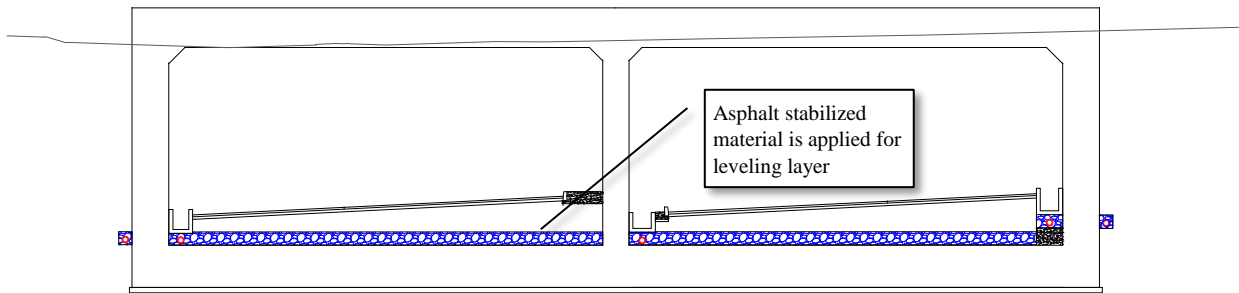 Asphalt stabilized
material is applied for
leveling layer